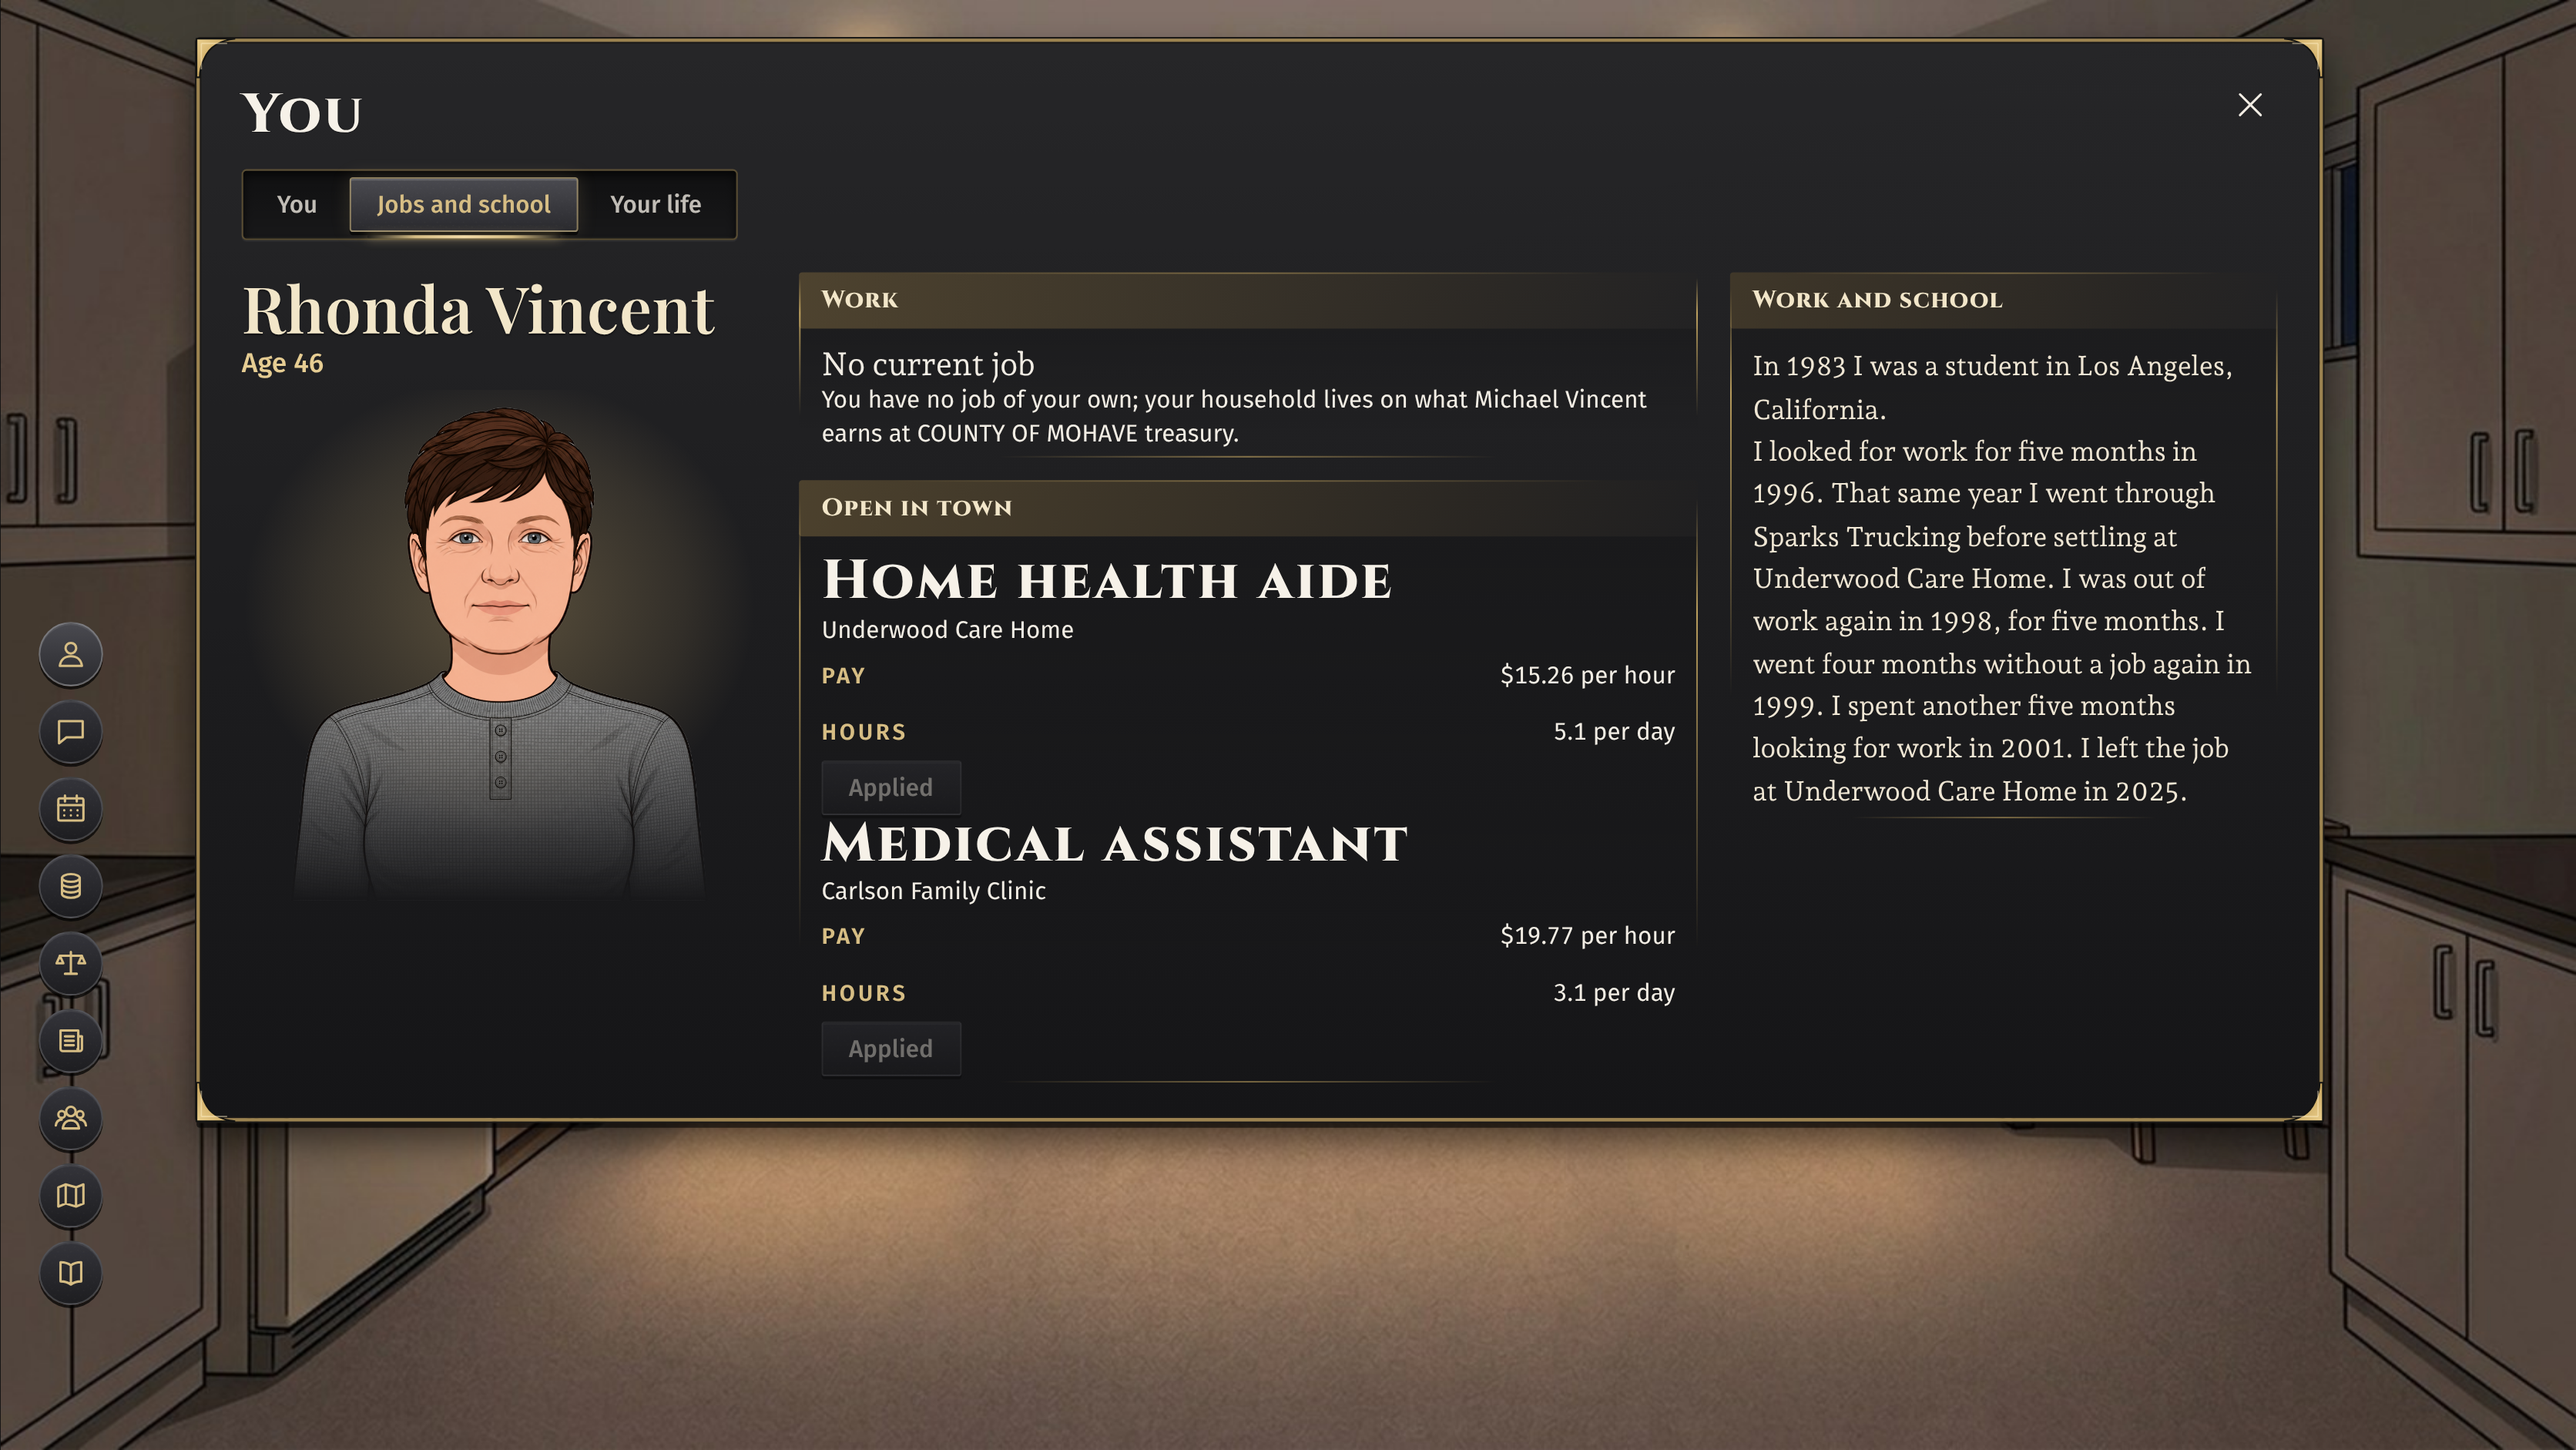 You
You
Jobs and school
Your life
Rhonda Vincent
Age 46
Work
No current job
You have no job of your own; your household lives on what Michael Vincent
earns at COUNTY OF MOHAVE treasury.
Open in town
Home health aide
Underwood Care Home
PAY
$15.26 per hour
HOURS
5.1 per day
Applied
Medical assistant
Carlson Family Clinic
PAY
$19.77 per hour
HOURS
3.1 per day
Applied
Work and school
In 1983 I was a student in Los Angeles,
California.
I looked for work for five months in
1996. That same year I went through
Sparks Trucking before settling at
Underwood Care Home. I was out of
work again in 1998, for five months. I
went four months without a job again in
1999. I spent another five months
looking for work in 2001. I left the job
at Underwood Care Home in 2025.